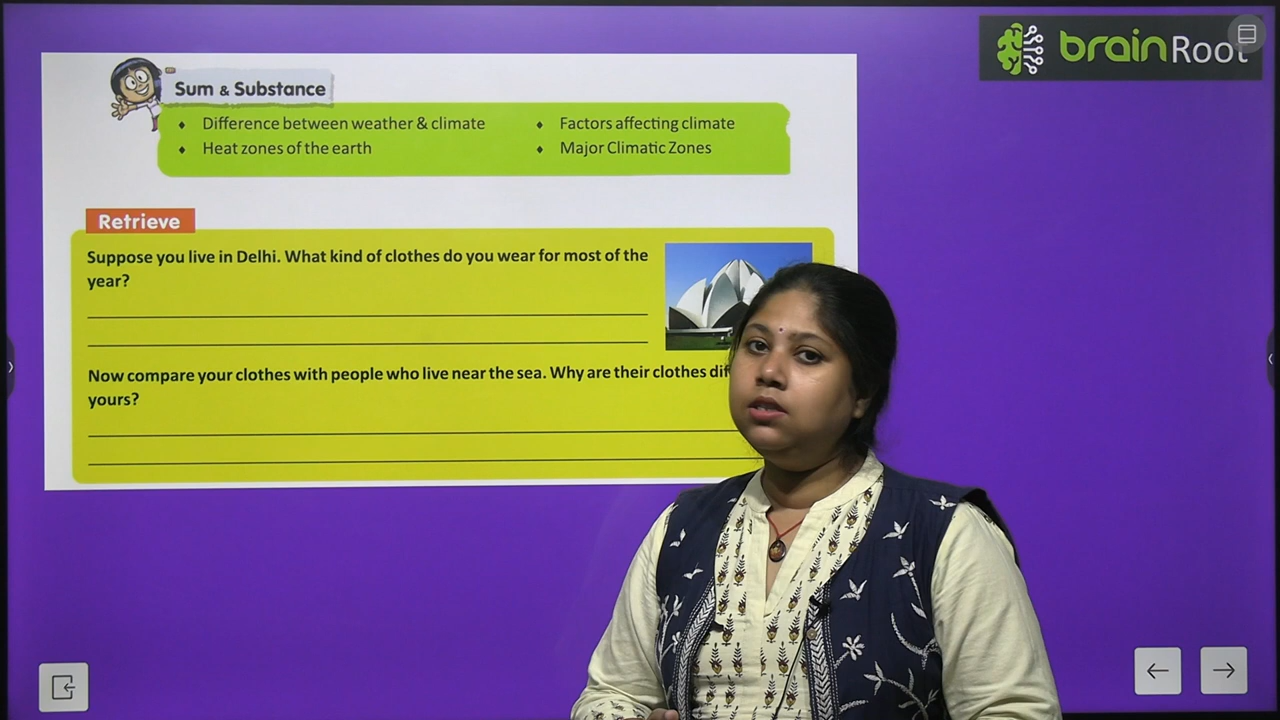 brainRoot
Sum & Substance
♦ Difference between weather & climate
♦ Factors affecting climate
♦ Heat zones of the earth
♦ Major Climatic Zones
Retrieve
Suppose you live in Delhi. What kind of clothes do you wear for most of the
year?
Now compare your clothes with people who live near the sea. Why are their clothes
yours?